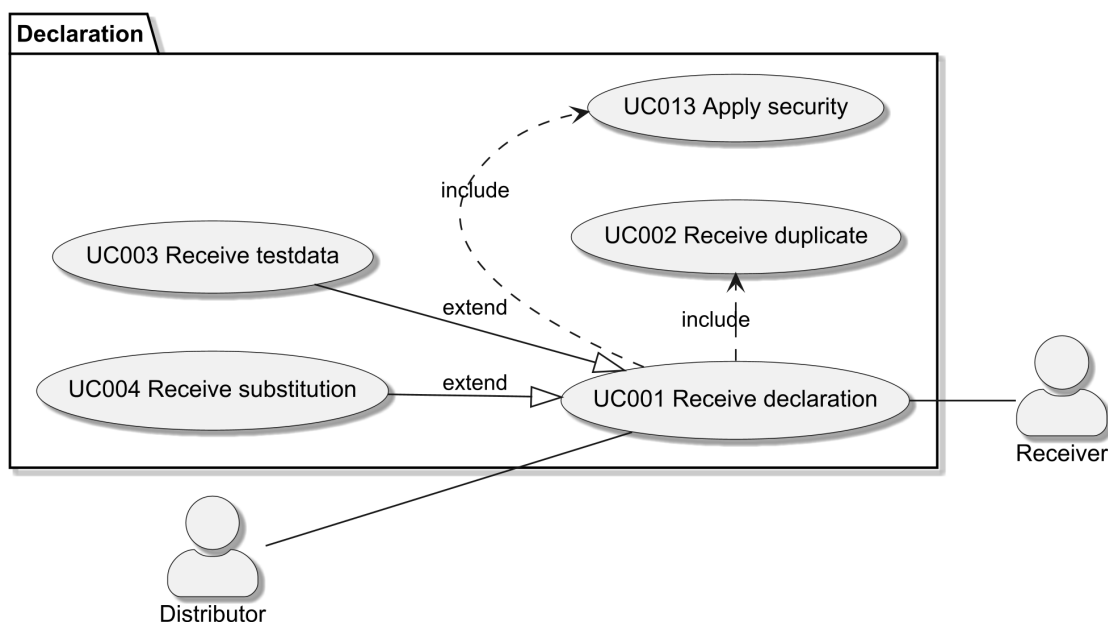 Declaration
UC013 Apply security
include
UC002 Receive duplicate
UC003 Receive testdata
extend
include
UC004 Receive substitution
extend
UC001 Receive declaration
Receiver
Distributor